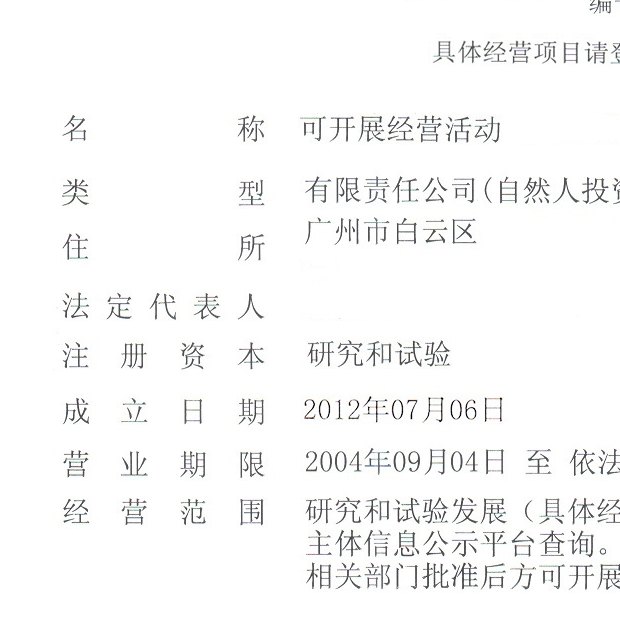 具体经营项目请
名称 可开展经营活动
类型 有限责任公司(自然人投
住所 广州市白云区
法定代表人
注册资本 研究和试验
成立日期 2012年07月06日
营业期限 2004年09月04日 至 依法
经营范围 研究和试验发展（具体经
主体信息公示平台查询。
相关部门批准后方可开展